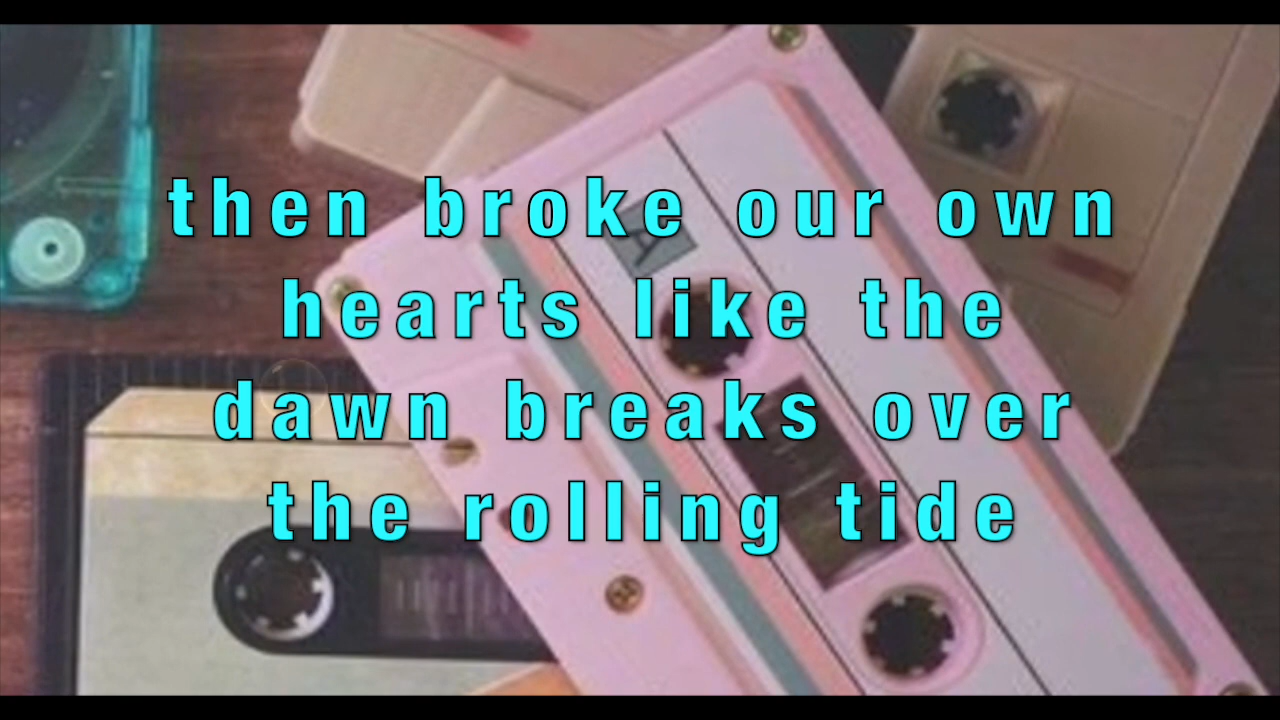 then broke our own
hearts like the
dawn breaks over
the rolling tide
A